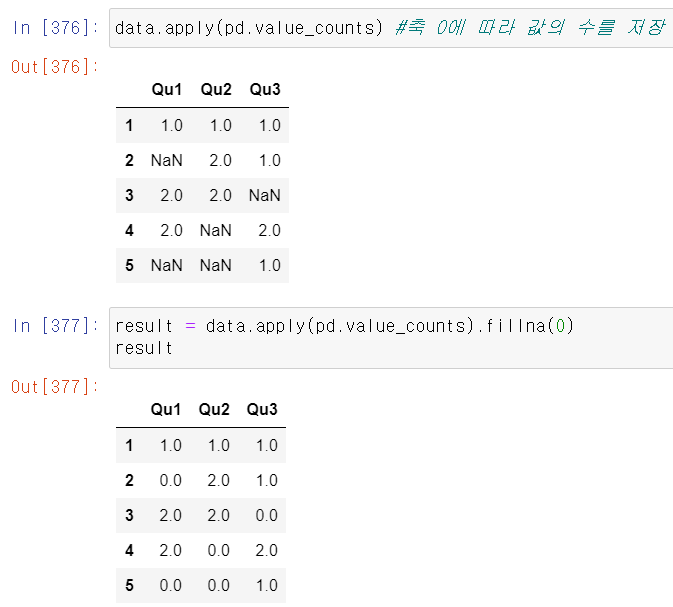 In [376]: data.apply(pd.value_counts) #축 0에 따라 값의 수를 저장
Out[376]:
Qu1 Qu2 Qu3
1 1.0 1.0 1.0
2 NaN 2.0 1.0
3 2.0 2.0 NaN
4 2.0 NaN 2.0
5 NaN NaN 1.0
In [377]: result = data.apply(pd.value_counts).fillna(0)
result
Out[377]:
Qu1 Qu2 Qu3
1 1.0 1.0 1.0
2 0.0 2.0 1.0
3 2.0 2.0 0.0
4 2.0 0.0 2.0
5 0.0 0.0 1.0